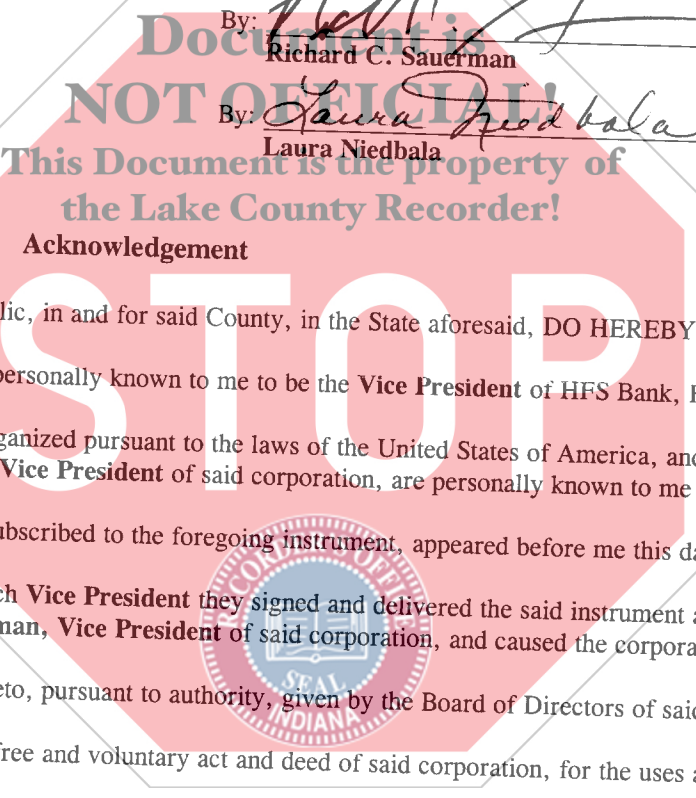 By:
Document is
Richard C. Sauerman
NOT OFFICIAL!
By: Laura Niedbala
Laura Niedbala
This Document is the property of
the Lake County Recorder!
Acknowledgement
STOP
lic, in and for said County, in the State aforesaid, DO HEREBY
personally known to me to be the Vice President of HFS Bank, F
ganized pursuant to the laws of the United States of America, and
Vice President of said corporation, are personally known to me
ubscribed to the foregoing instrument, appeared before me this da
ch Vice President they signed and delivered the said instrument a
man, Vice President of said corporation, and caused the corpora
eto, pursuant to authority, given by the Board of Directors of said
free and voluntary act and deed of said corporation, for the uses a
RECORDER'S OFFICE
SEAL
INDIANA